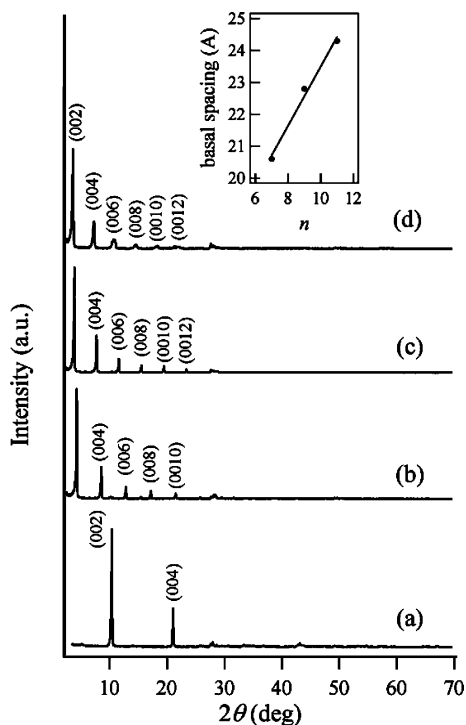 25
24
23
22
21
20
6 8 10 12
basal spacing (A)
n
(002)
(004)
(006)
(008)
(0010)
(0012)
(d)
(004)
(006)
(008)
(0010)
(0012)
(c)
(004)
(006)
(008)
(0010)
(b)
(002)
(004)
(a)
Intensity (a.u.)
10 20 30 40 50 60 70
2θ (deg)